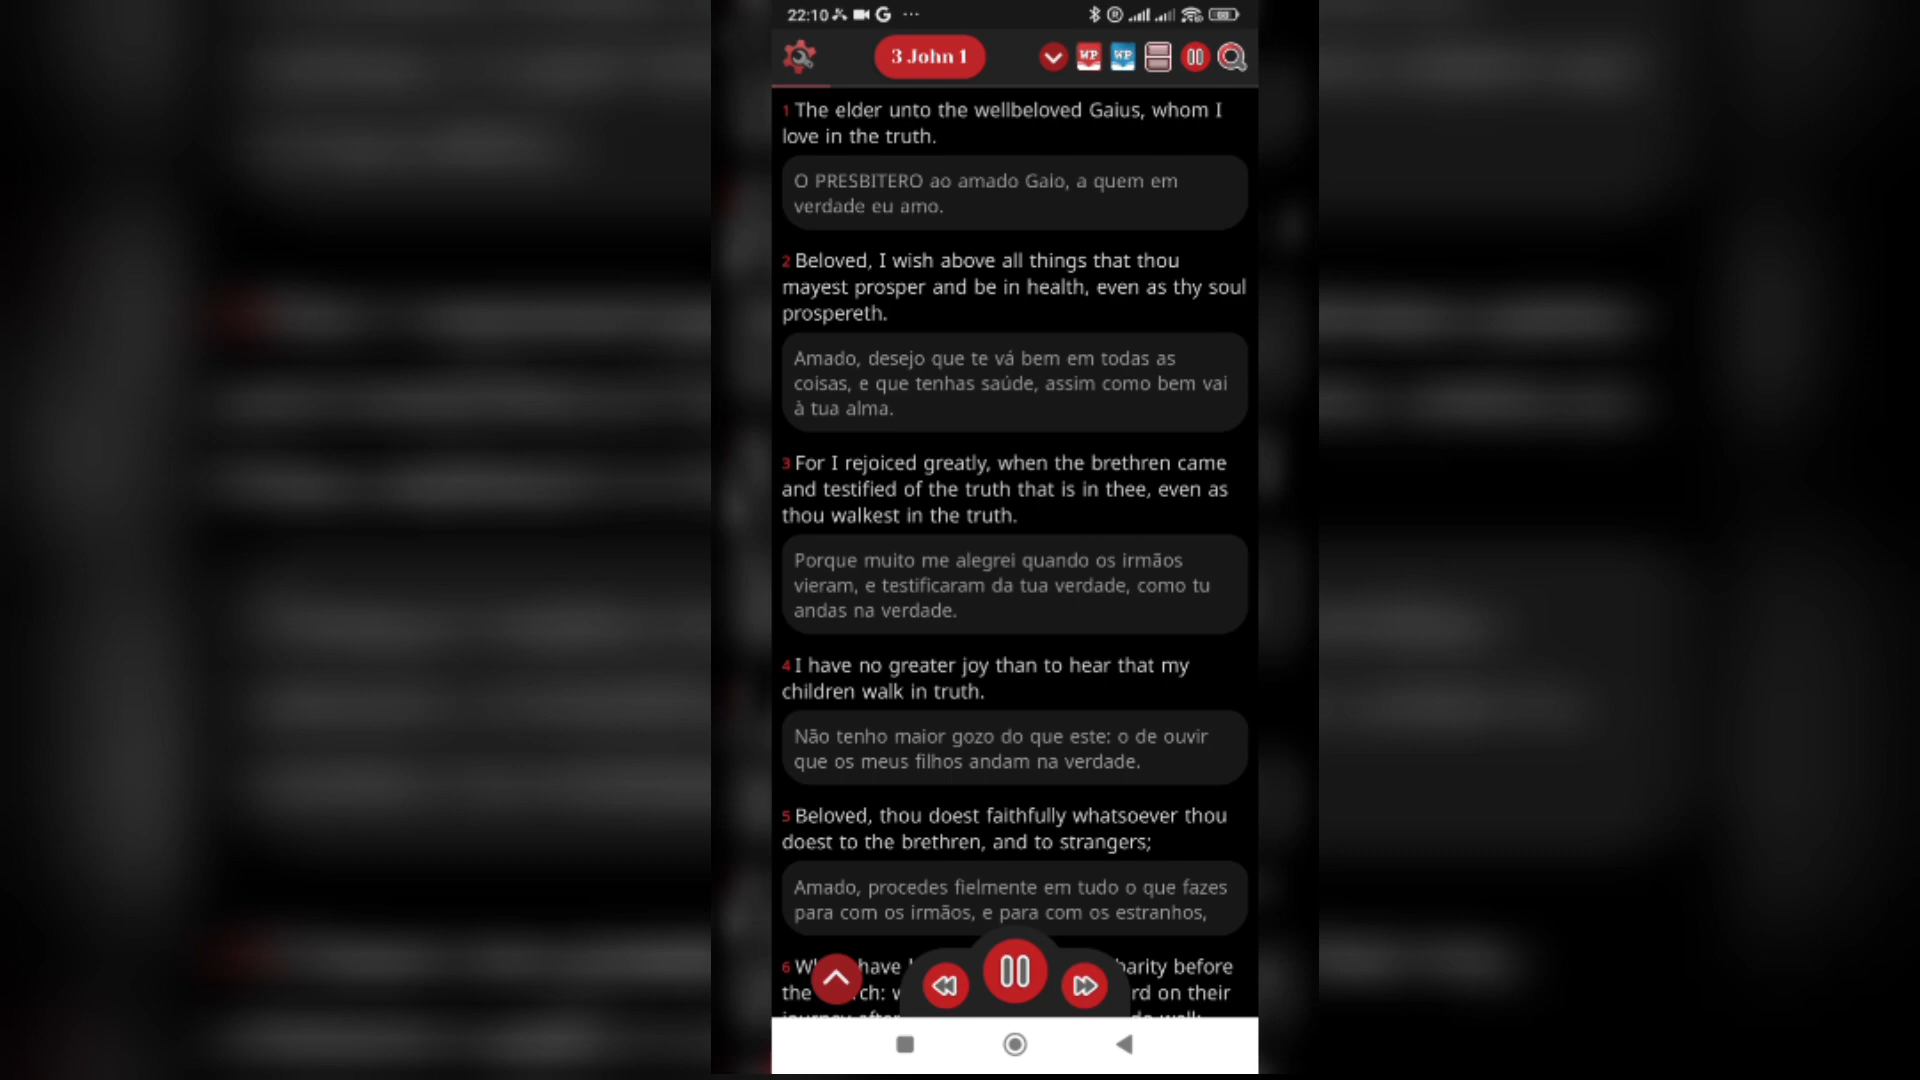 22:10
3 John 1
WP
WP
1 The elder unto the wellbeloved Gaius, whom I
love in the truth.
O PRESBITERO ao amado Gaio, a quem em
verdade eu amo.
2 Beloved, I wish above all things that thou
mayest prosper and be in health, even as thy soul
prospereth.
Amado, desejo que te vá bem em todas as
coisas, e que tenhas saúde, assim como bem vai
à tua alma.
3 For I rejoiced greatly, when the brethren came
and testified of the truth that is in thee, even as
thou walkest in the truth.
Porque muito me alegrei quando os irmãos
vieram, e testificaram da tua verdade, como tu
andas na verdade.
4 I have no greater joy than to hear that my
children walk in truth.
Não tenho maior gozo do que este: o de ouvir
que os meus filhos andam na verdade.
5 Beloved, thou doest faithfully whatsoever thou
doest to the brethren, and to strangers;
Amado, procedes fielmente em tudo o que fazes
para com os irmãos, e para com os estranhos,
6 have before
the on their